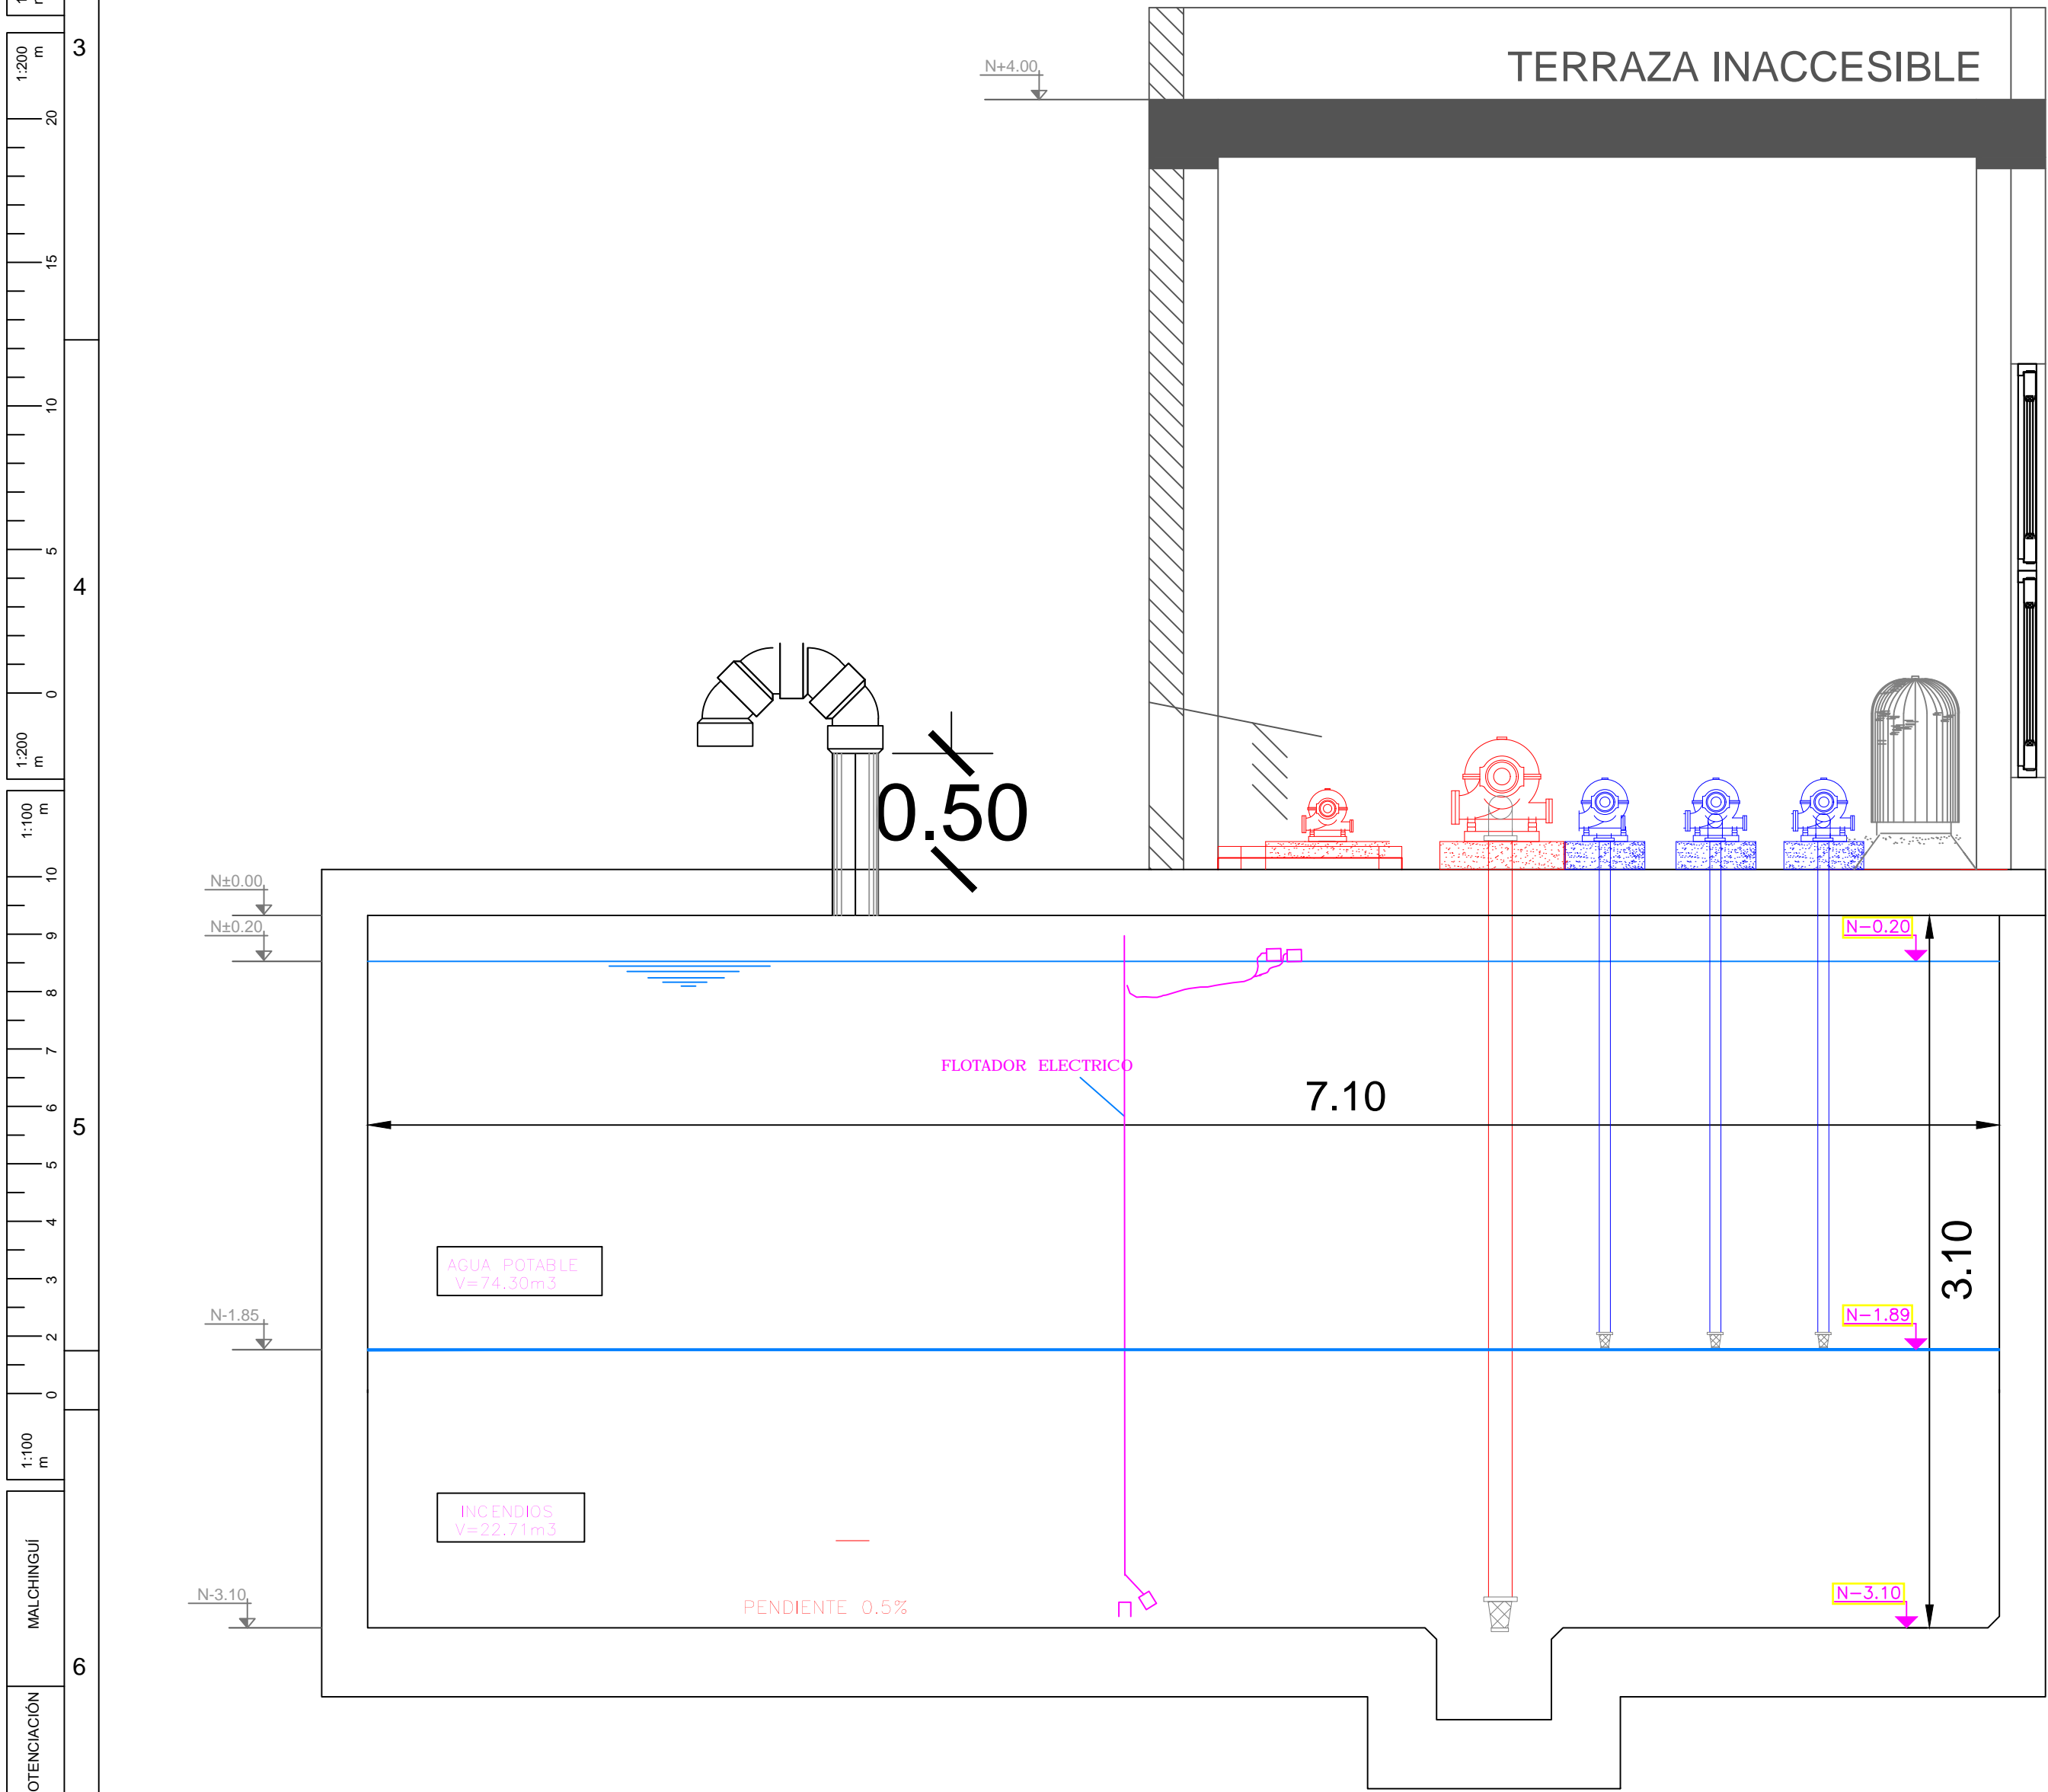 TERRAZA INACCESIBLE
N+4.00
0.50
N±0.00
N±0.20
N-0.20
FLOTADOR ELECTRICO
7.10
3.10
AGUA POTABLE
V=74.30m3
N-1.85
N-1.89
INCENDIOS
V=22.71m3
PENDIENTE 0.5%
N-3.10
N-3.10
3
4
5
6
1:200
m
20
15
10
5
0
1:200
m
1:100
m
10
9
8
7
6
5
4
3
2
0
1:100
m
MALCHINGUÍ
OTENCIACIÓN